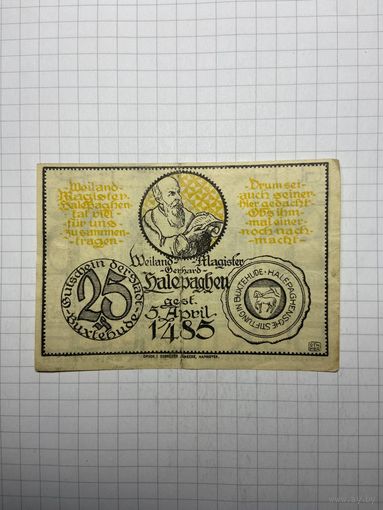 -Weiland-
-Magister-
Halepaghen
tat viel-
-für uns-
zusammen-
-tragen-
-Drum sei-
-auch seiner-
-hier gedacht-
Ob's ihm-
-mal einer-
-noch nach-
-macht-
Weiland-Magister-
-Gerhard-
Halepaghen
gest.
5. April
1485
Gutschein der Stadt
Buxtehude
25
HALEPAGHENSCHE STIFTUNG BUXTEHUDE